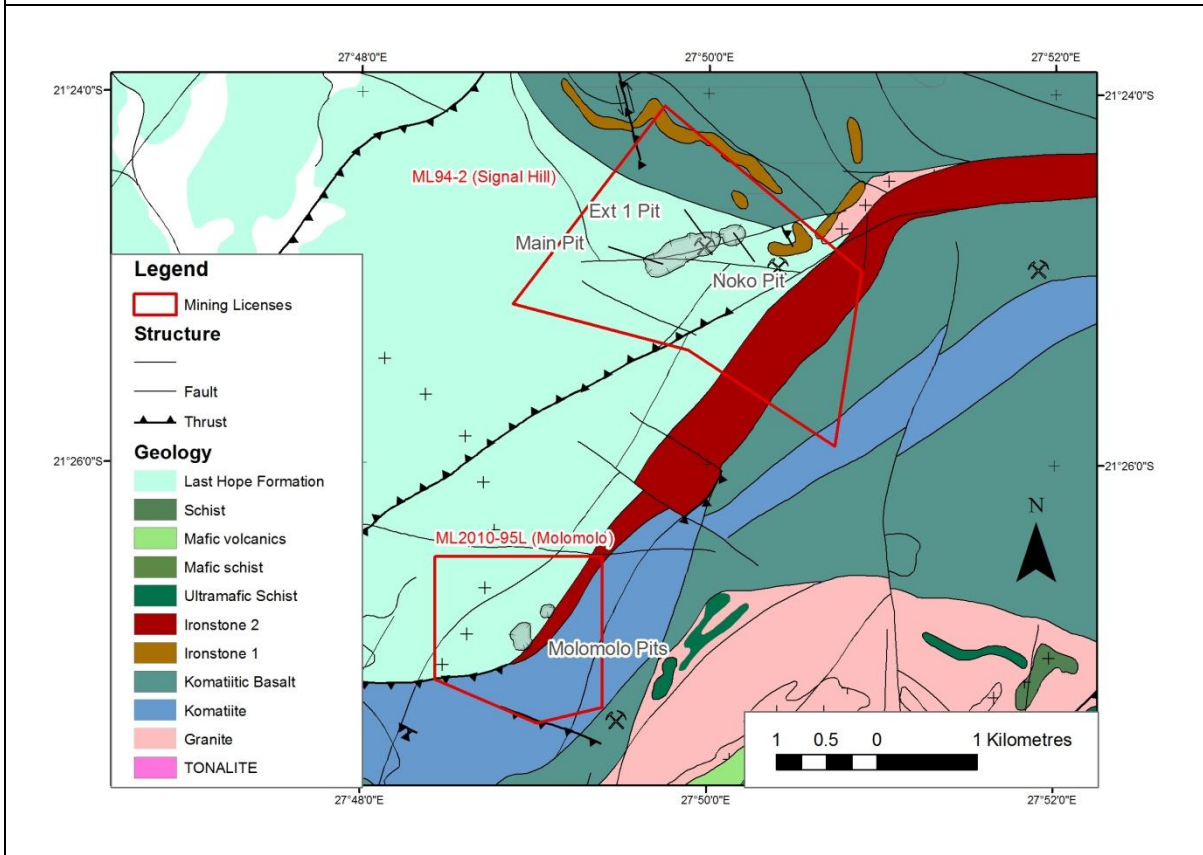 27°48'0"E
27°50'0"E
27°52'0"E
21°24'0"S
21°24'0"S
ML94-2 (Signal Hill)
Ext 1 Pit
Main Pit
Noko Pit
Legend
Mining Licenses
Structure
Fault
Thrust
Geology
Last Hope Formation
Schist
Mafic volcanics
Mafic schist
Ultramafic Schist
Ironstone 2
Ironstone 1
Komatiitic Basalt
Komatiite
Granite
TONALITE
21°26'0"S
21°26'0"S
ML2010-95L (Molomolo)
Molomolo Pits
N
1 0.5 0 1 Kilometres
27°48'0"E
27°50'0"E
27°52'0"E